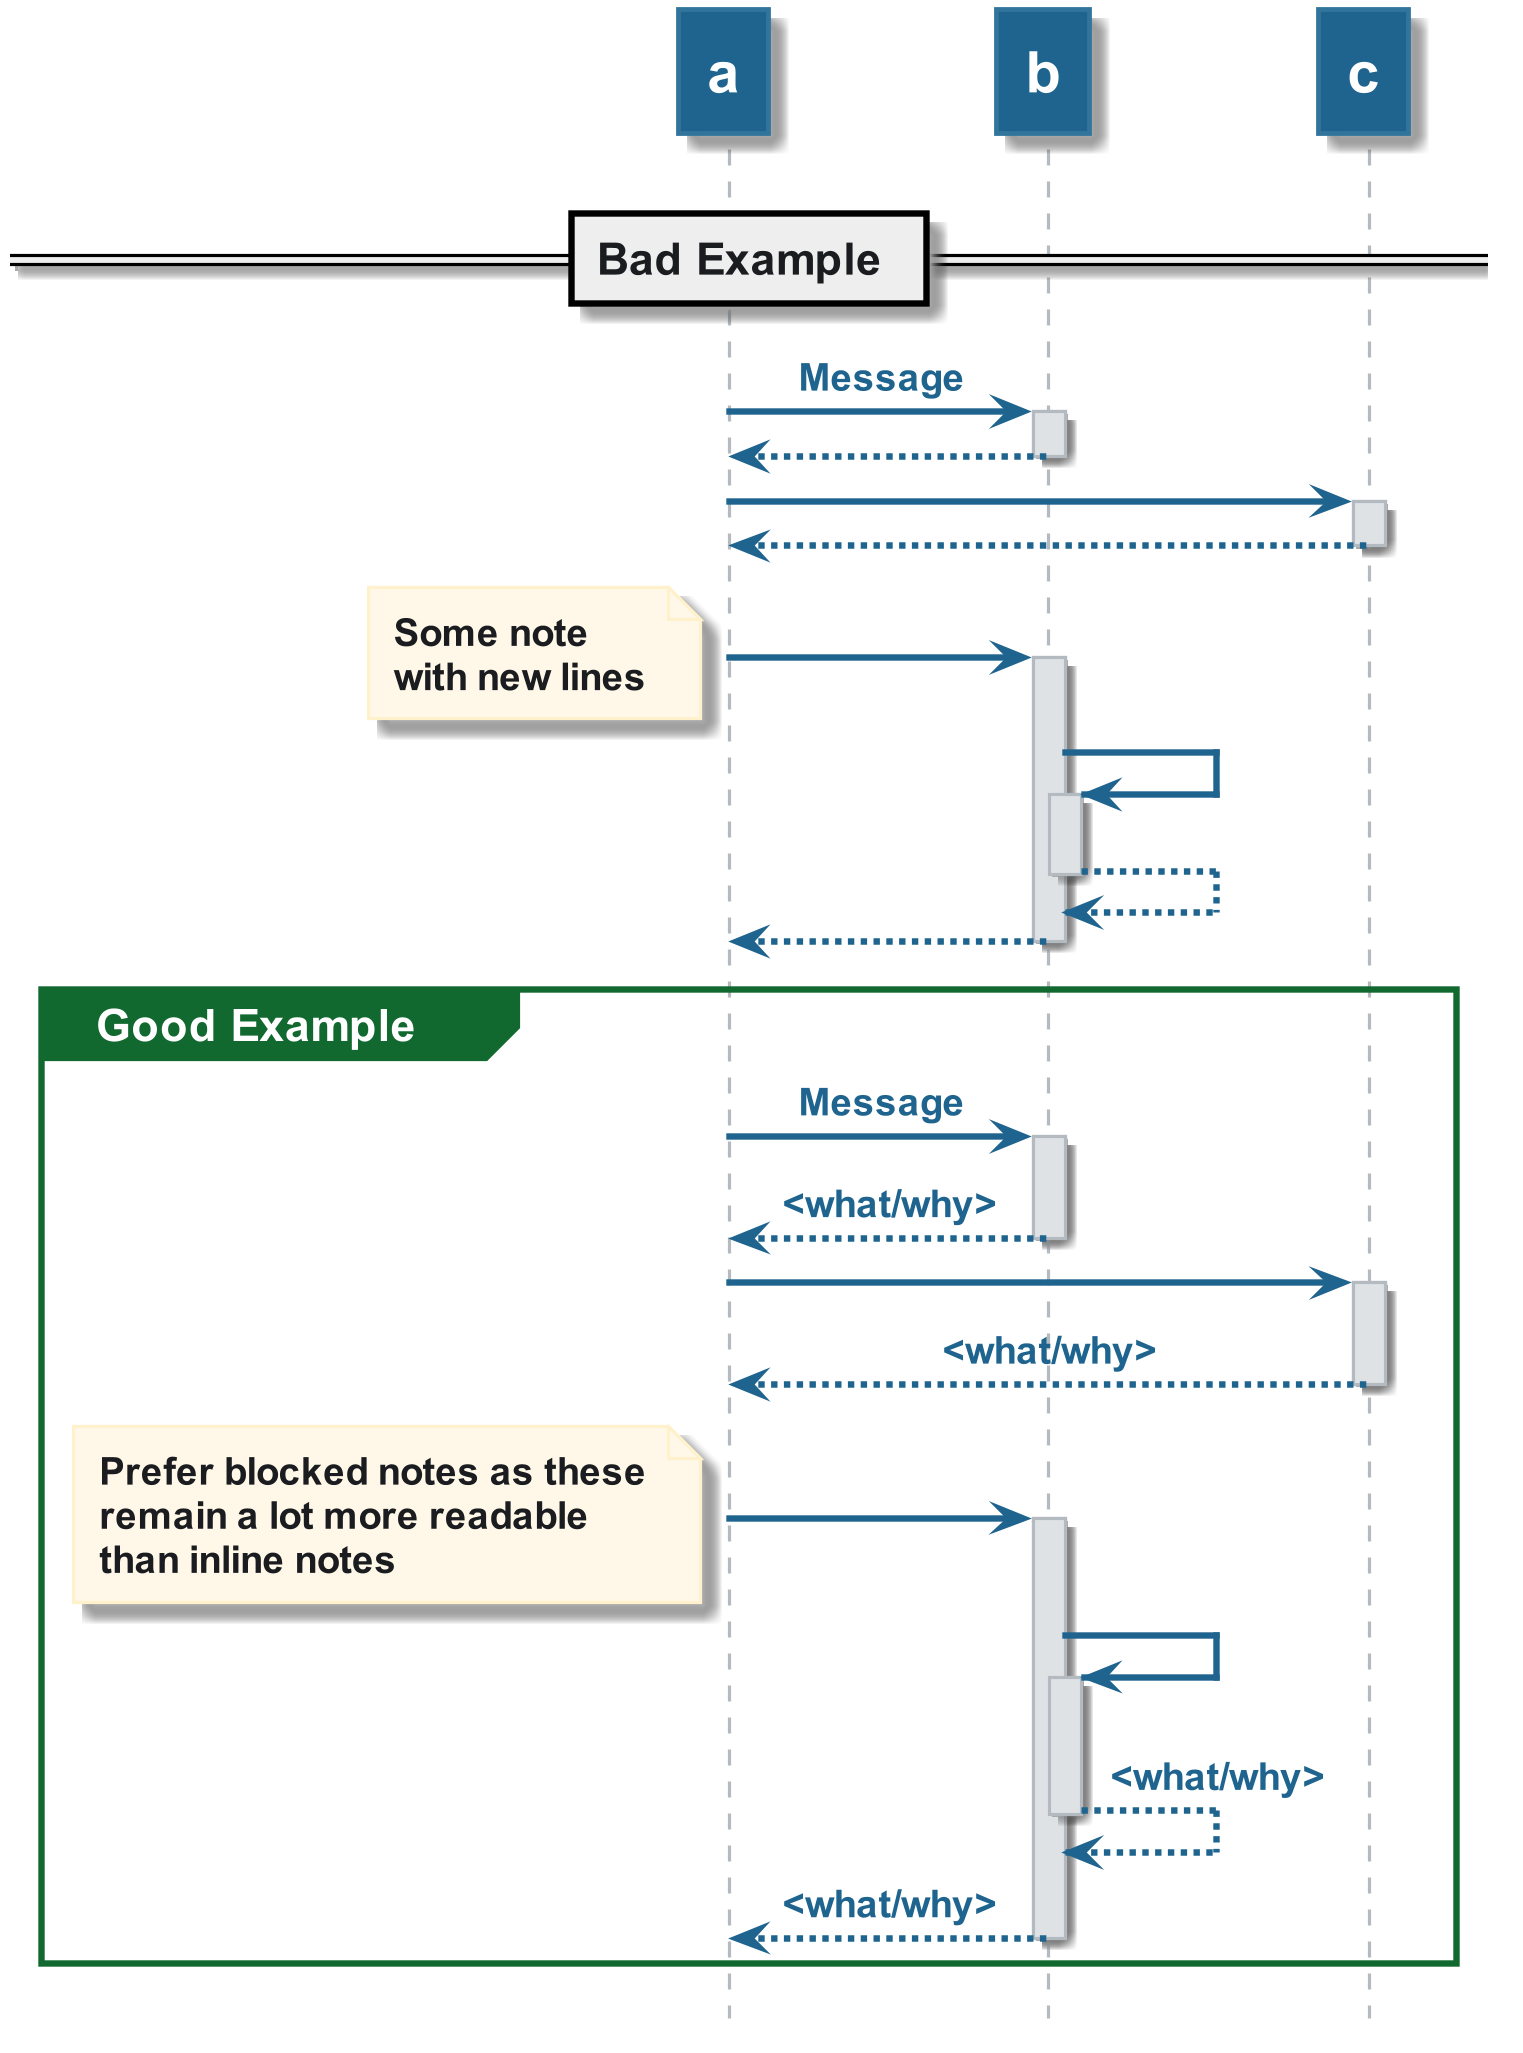 a
b
c
Bad Example
Message
Some note
with new lines
Good Example
Message
<what/why>
<what/why>
Prefer blocked notes as these
remain a lot more readable
than inline notes
<what/why>
<what/why>